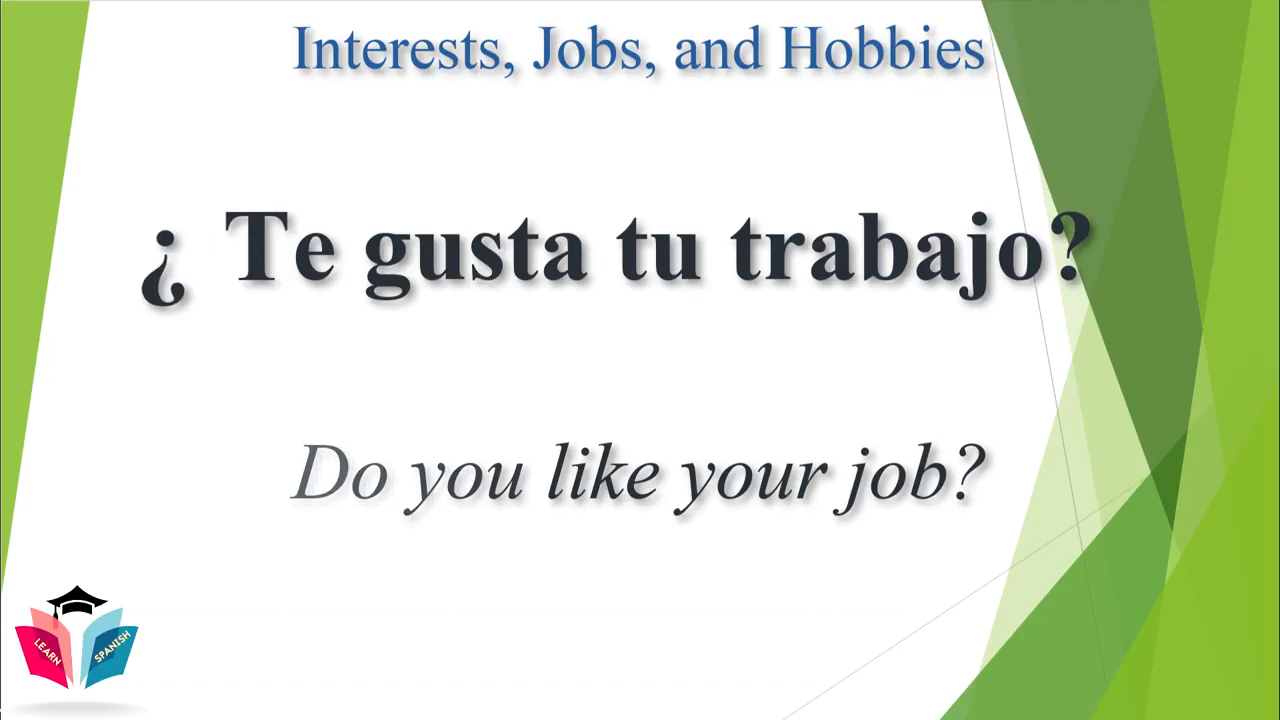 Interests, Jobs, and Hobbies
¿ Te gusta tu trabajo?
Do you like your job?
LEARN SPANISH